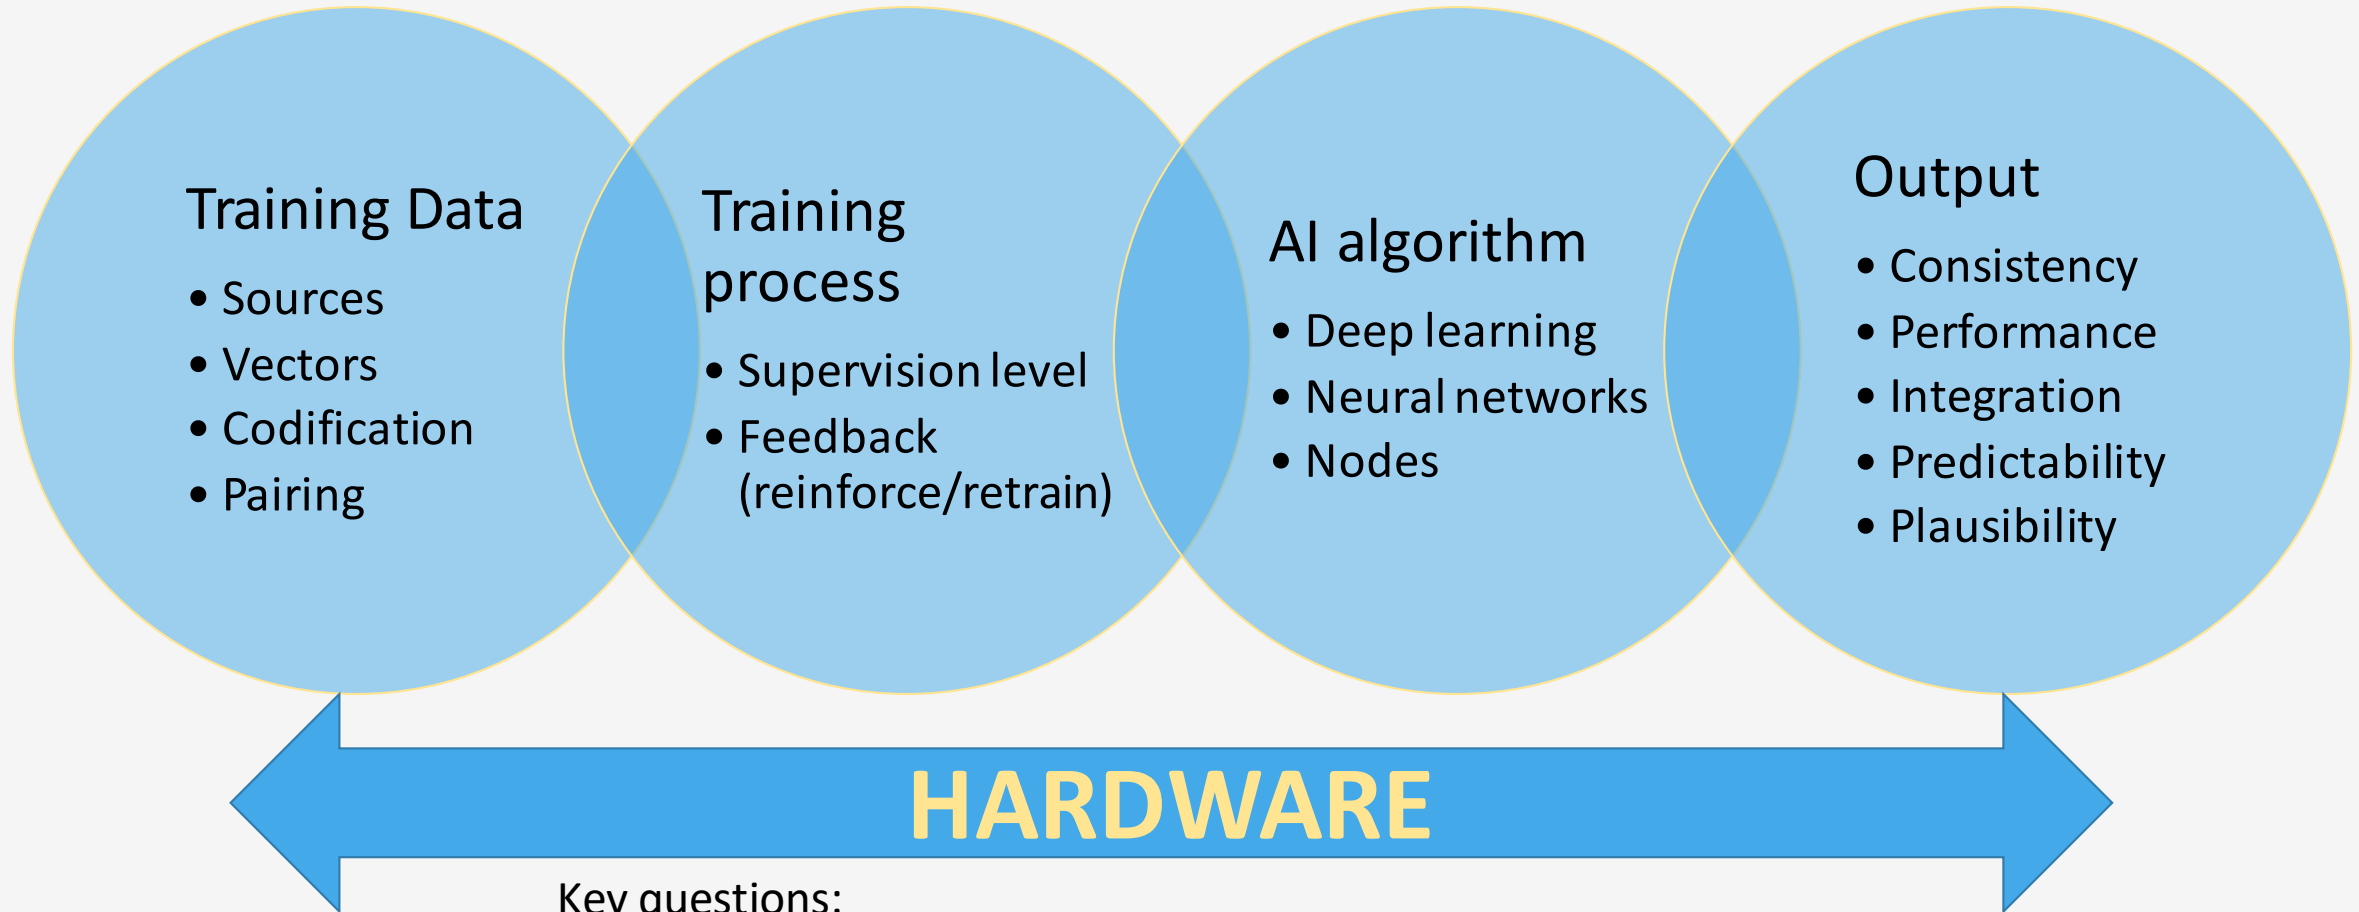 Training Data
• Sources
• Vectors
• Codification
• Pairing
Training
process
• Supervision level
• Feedback
(reinforce/retrain)
AI algorithm
• Deep learning
• Neural networks
• Nodes
Output
• Consistency
• Performance
• Integration
• Predictability
• Plausibility
HARDWARE
Key questions: